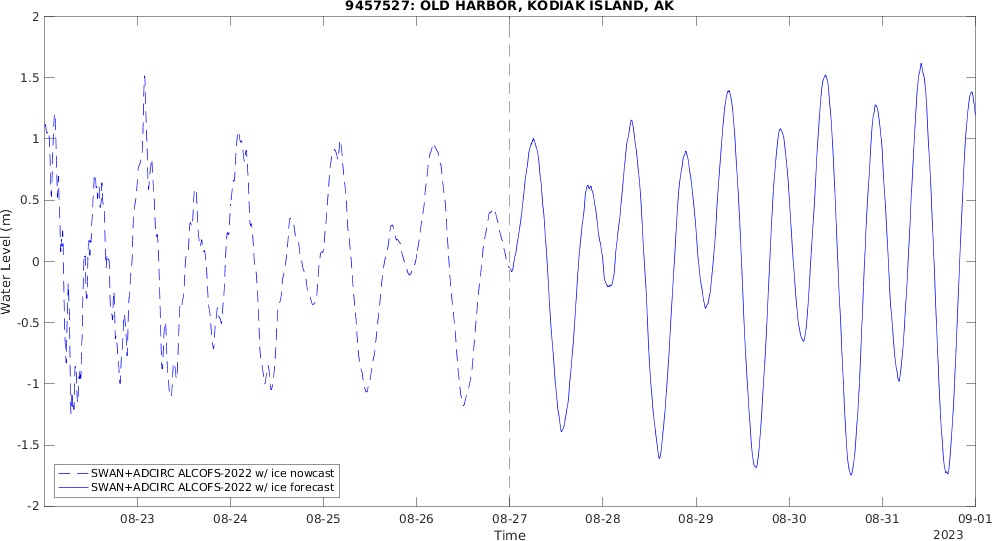 9457527: OLD HARBOR, KODIAK ISLAND, AK
2
1.5
1
0.5
0
-0.5
-1
-1.5
-2
Water Level (m)
SWAN+ADCIRC ALCOFS-2022 w/ ice nowcast
SWAN+ADCIRC ALCOFS-2022 w/ ice forecast
08-23 08-24 08-25 08-26 08-27 08-28 08-29 08-30 08-31 09-01
Time
2023